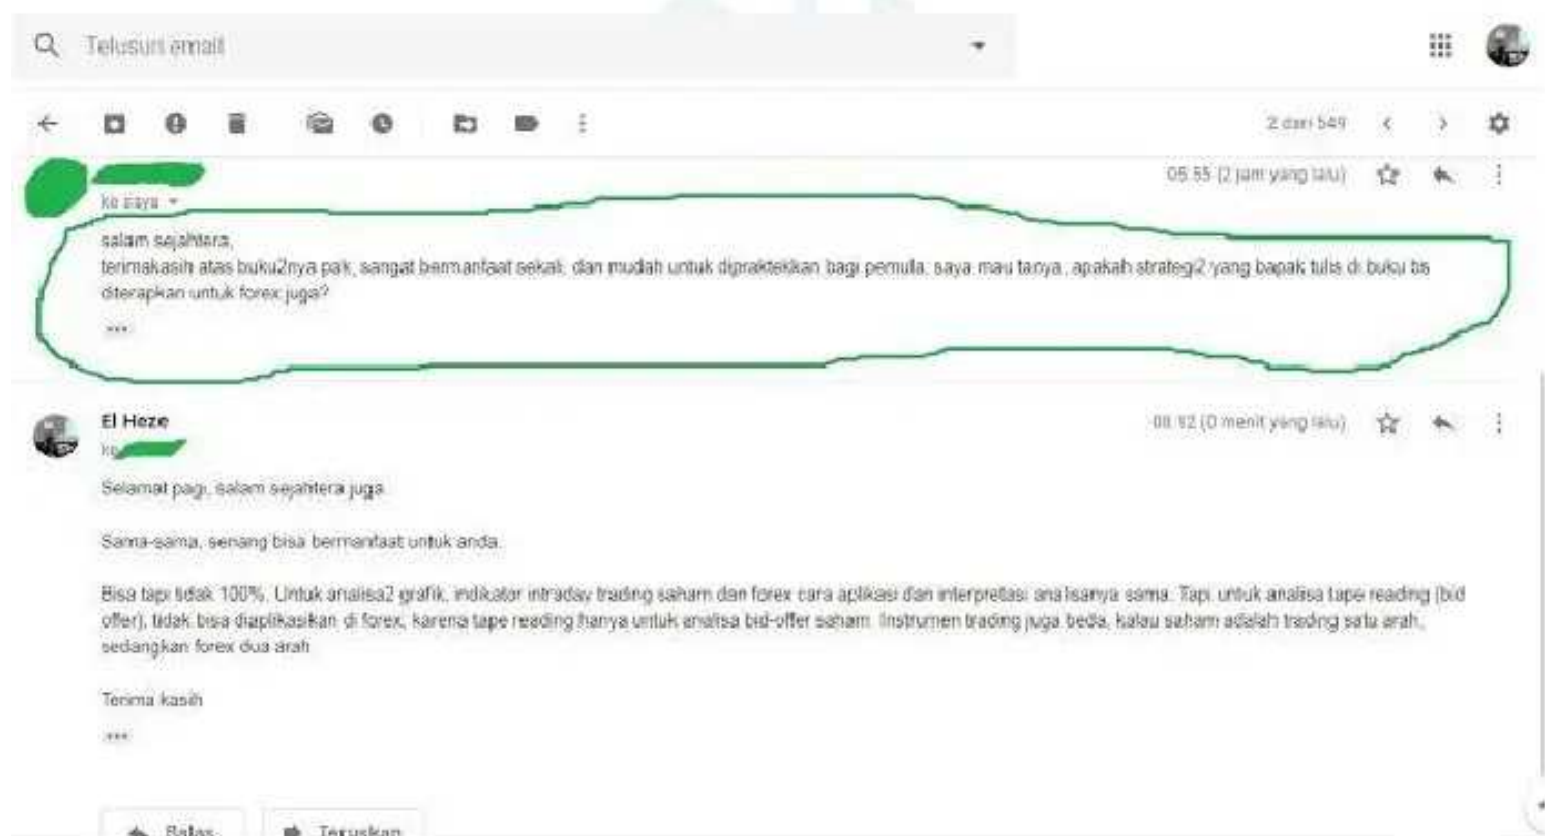 Telusuri email
2 dari 549
05.55 (2 jam yang lalu)
ke saya
salam sejahtera,
terimakasih atas buku2nya pak, sangat bermanfaat sekali, dan mudah untuk dipraktekkan bagi pemula, saya mau tanya, apakah strategi2 yang bapak tulis di buku bs
diterapkan untuk forex juga?
El Heze
(0 menit yang lalu)
ke
Selamat pagi, salam sejahtera juga
Sama-sama, senang bisa bermanfaat untuk anda.
Bisa tapi tidak 100%. Untuk analisa2 grafik, indikator intraday trading saham dan forex cara aplikasi dan interpretasi analisanya sama. Tapi untuk analisa tape reading (bid
offer), tidak bisa diaplikasikan di forex, karena tape reading hanya untuk analisa bid-offer saham. Instrumen trading juga beda, kalau saham adalah trading satu arah,
sedangkan forex dua arah
Terima kasih
Balas
Teruskan